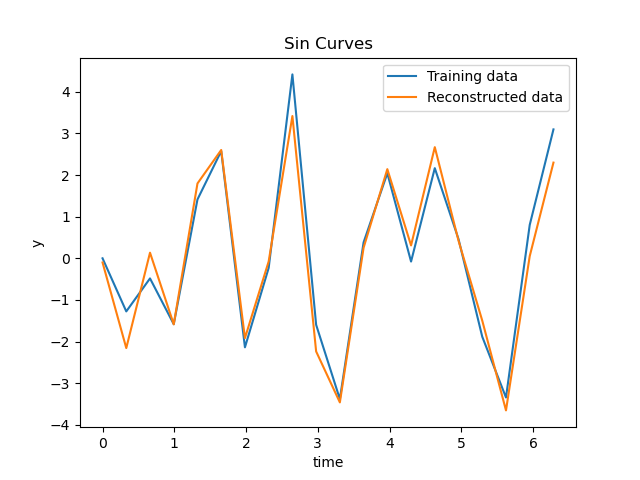 Sin Curves
Training data
Reconstructed data
4
3
2
1
0
−1
−2
−3
−4
y
0 1 2 3 4 5 6
time